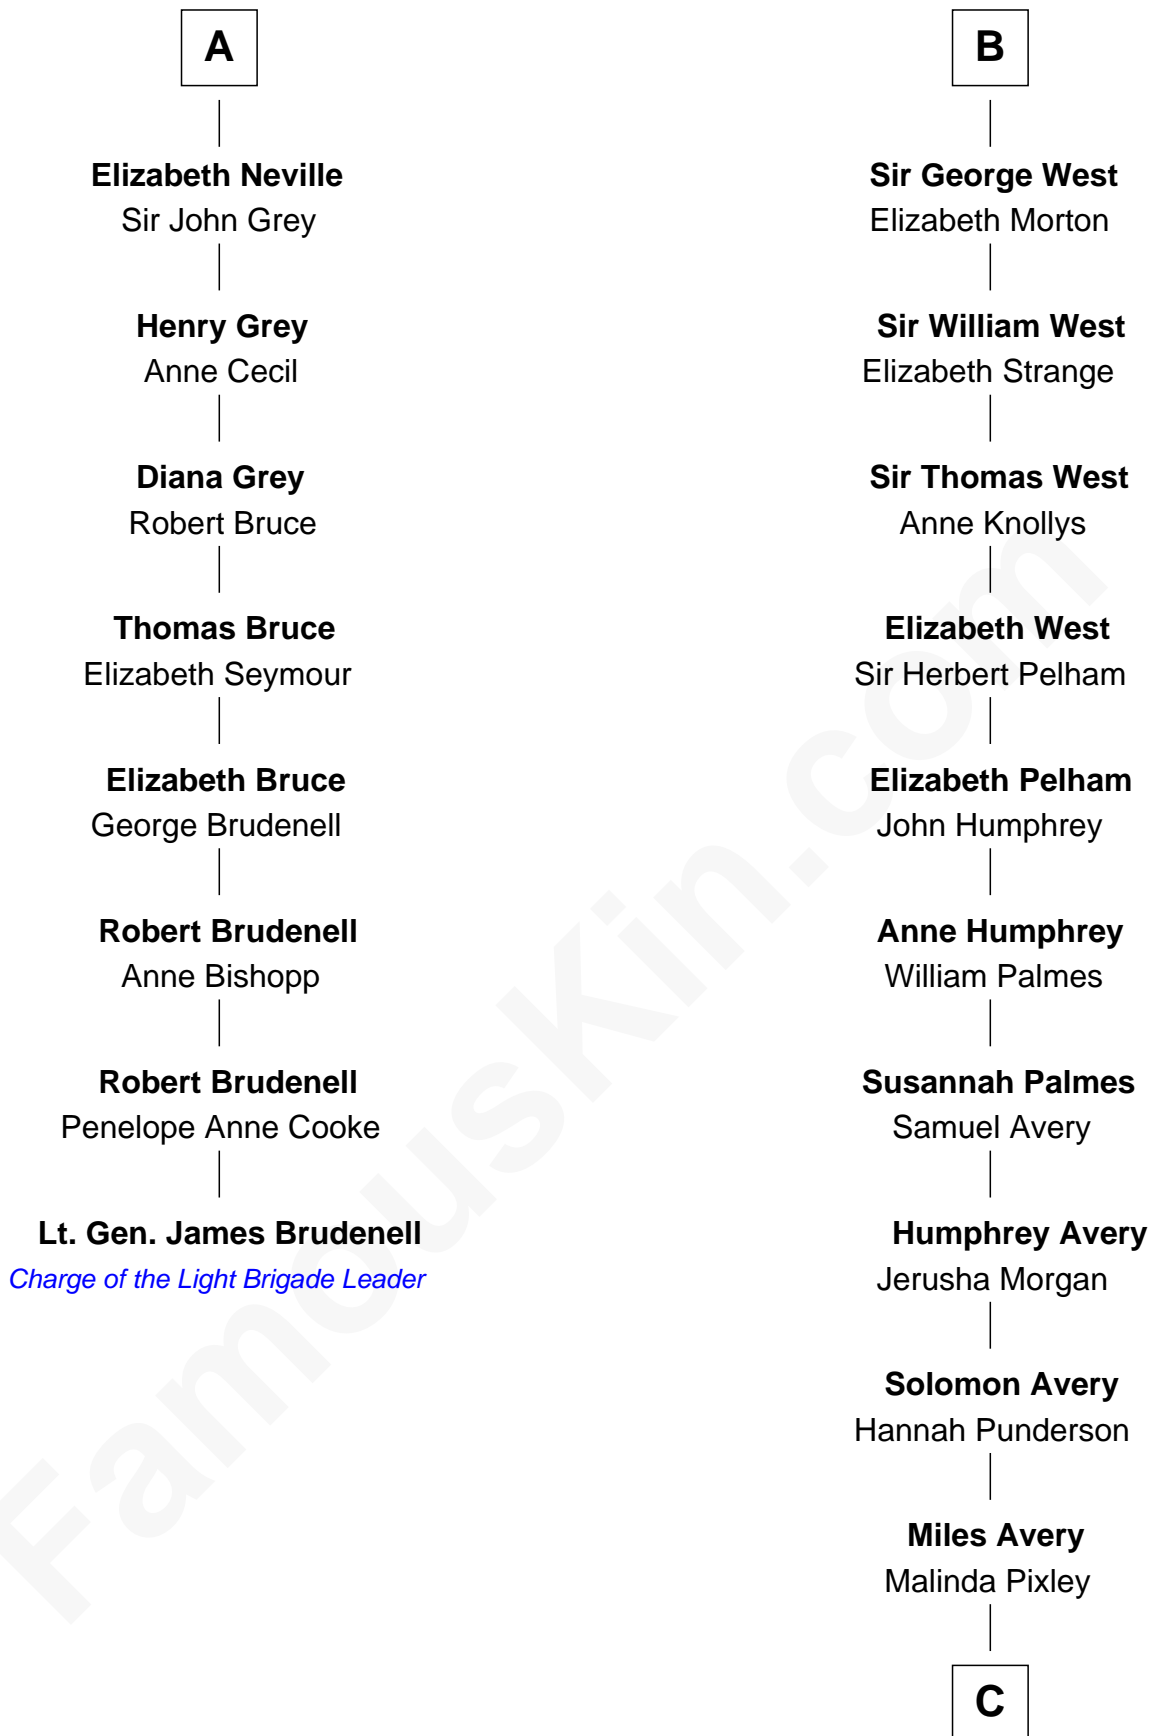 A
Elizabeth Neville
Sir John Grey
Henry Grey
Anne Cecil
Diana Grey
Robert Bruce
Thomas Bruce
Elizabeth Seymour
Elizabeth Bruce
George Brudenell
Robert Brudenell
Anne Bishopp
Robert Brudenell
Penelope Anne Cooke
Lt. Gen. James Brudenell
Charge of the Light Brigade Leader
B
Sir George West
Elizabeth Morton
Sir William West
Elizabeth Strange
Sir Thomas West
Anne Knollys
Elizabeth West
Sir Herbert Pelham
Elizabeth Pelham
John Humphrey
Anne Humphrey
William Palmes
Susannah Palmes
Samuel Avery
Humphrey Avery
Jerusha Morgan
Solomon Avery
Hannah Punderson
Miles Avery
Malinda Pixley
C
FamousKin.com